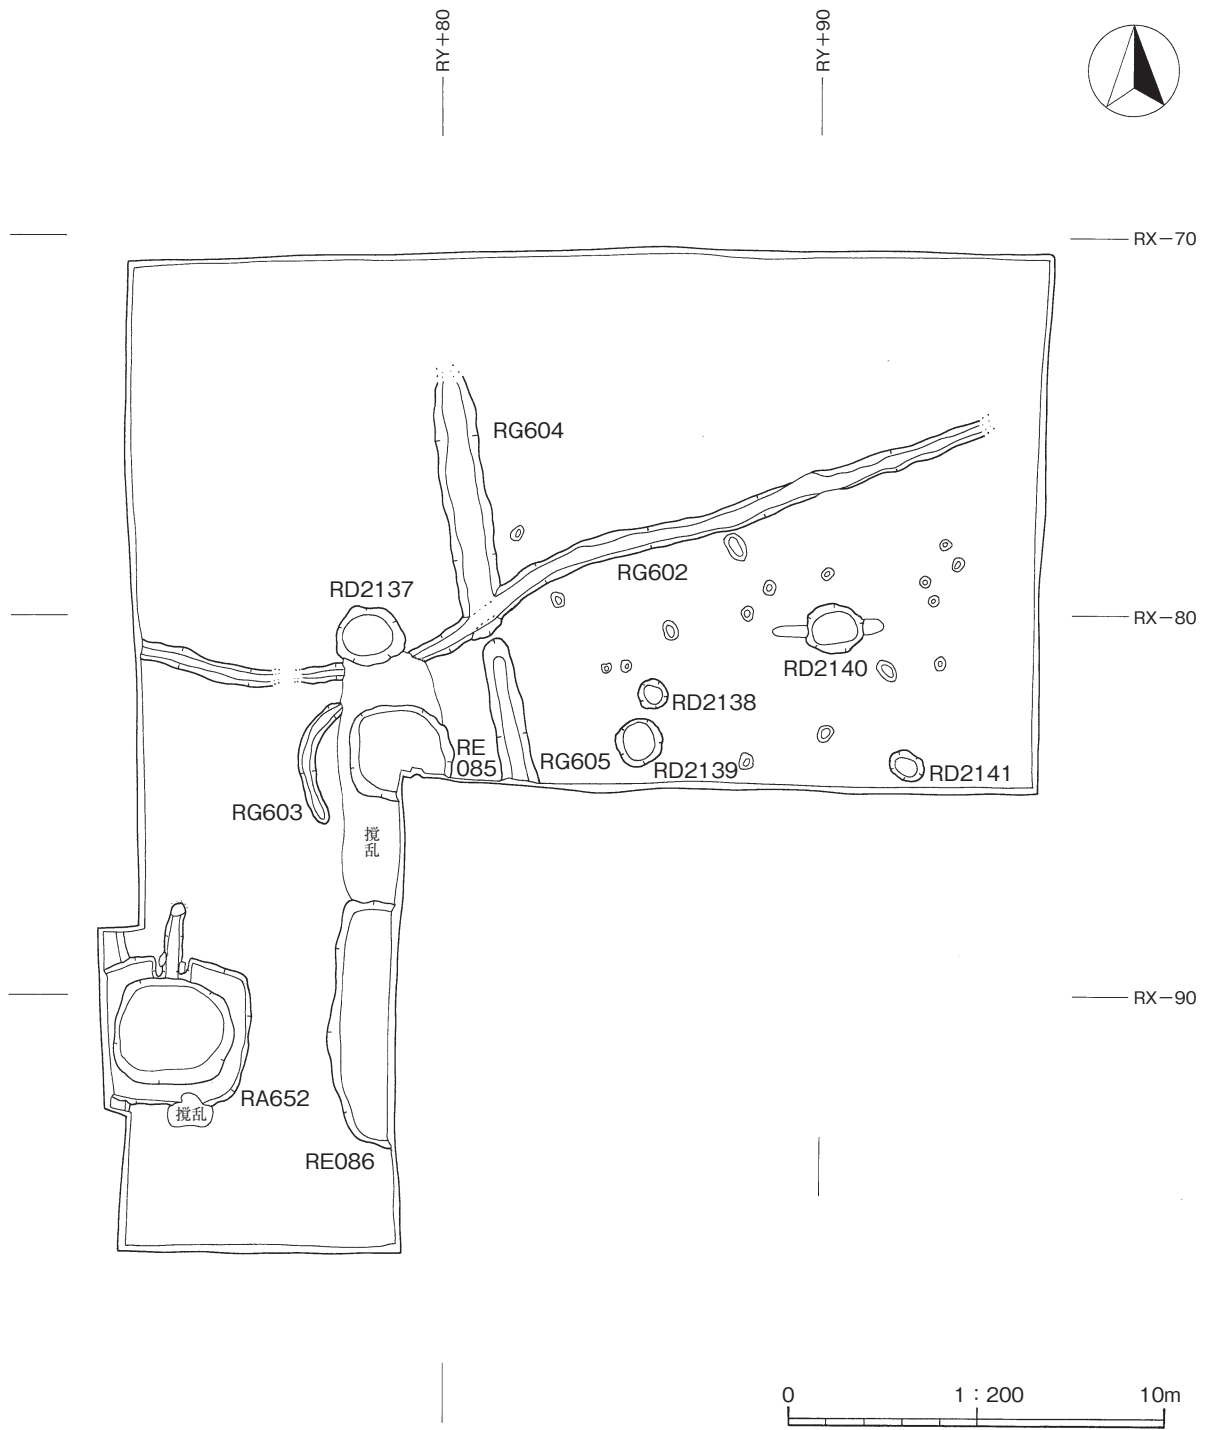 RY＋80
RY＋90
RX－70
RG604
RG602
RD2137
RX－80
RD2140
RD2138
RE
085
RG605
RD2139
RD2141
RG603
撹乱
RX－90
RA652
撹乱
RE086
0
1：200
10m